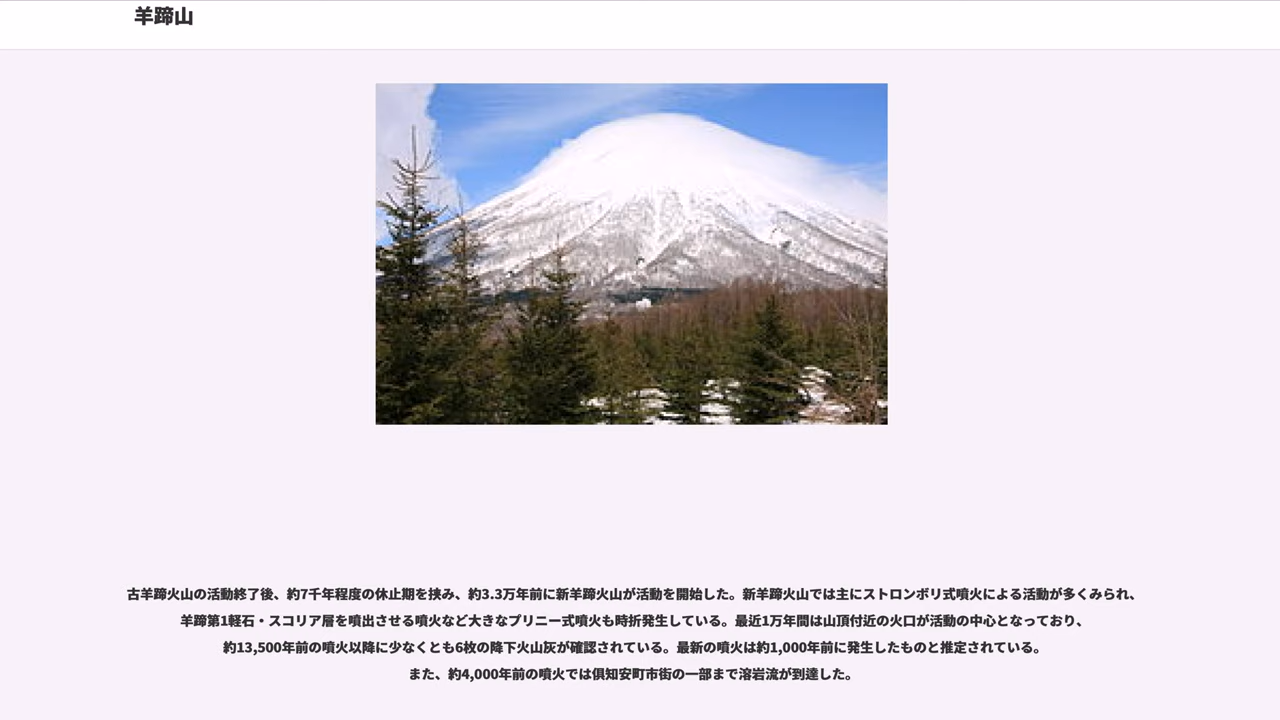 羊蹄山
古羊蹄火山の活動終了後、約7千年程度の休止期を挟み、約3.3万年前に新羊蹄火山が活動を開始した。新羊蹄火山では主にストロンボリ式噴火による活動が多くみられ、
羊蹄第1軽石・スコリア層を噴出させる噴火など大きなプリニー式噴火も時折発生している。最近1万年間は山頂付近の火口が活動の中心となっており、
約13,500年前の噴火以降に少なくとも6枚の降下火山灰が確認されている。最新の噴火は約1,000年前に発生したものと推定されている。
また、約4,000年前の噴火では倶知安町市街の一部まで溶岩流が到達した。